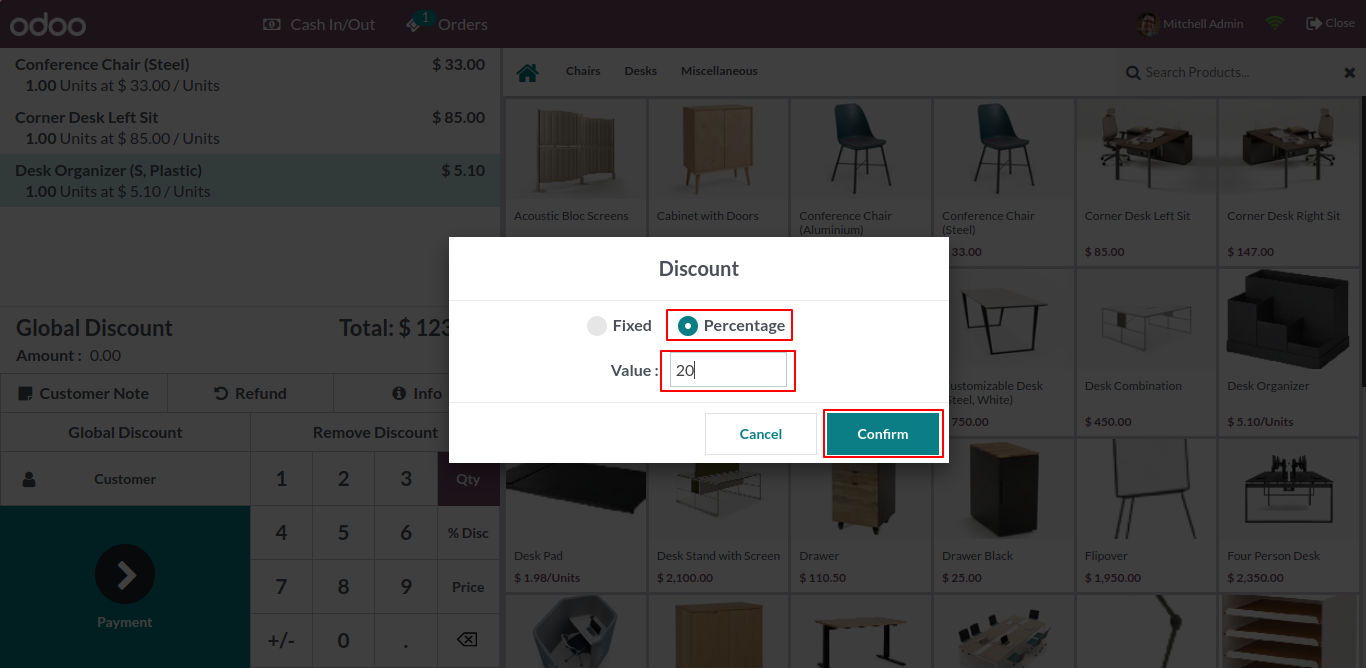 odoo
Cash In/Out
1
Orders
Mitchell Admin
Close
Conference Chair (Steel)
$ 33.00
1.00 Units at $ 33.00 / Units
Corner Desk Left Sit
$ 85.00
1.00 Units at $ 85.00 / Units
Desk Organizer (S, Plastic)
$ 5.10
1.00 Units at $ 5.10 / Units
Global Discount
Total: $ 123
Amount : 0.00
Customer Note
Refund
Info
Global Discount
Remove Discount
Customer
Payment
1 2 3 Qty
4 5 6 % Disc
7 8 9 Price
+/- 0 .
Chairs Desks Miscellaneous
Search Products...
Acoustic Bloc Screens
Cabinet with Doors
Conference Chair
(Aluminium)
Conference Chair
(Steel)
33.00
Corner Desk Left Sit
$ 85.00
Corner Desk Right Sit
$ 147.00
Discount
Fixed
Percentage
Value :
20
Cancel
Confirm
ustomizable Desk
teel, White)
750.00
Desk Combination
$ 450.00
Desk Organizer
$ 5.10/Units
Desk Pad
$ 1.98/Units
Desk Stand with Screen
$ 2,100.00
Drawer
$ 110.50
Drawer Black
$ 25.00
Flipover
$ 1,950.00
Four Person Desk
$ 2,350.00